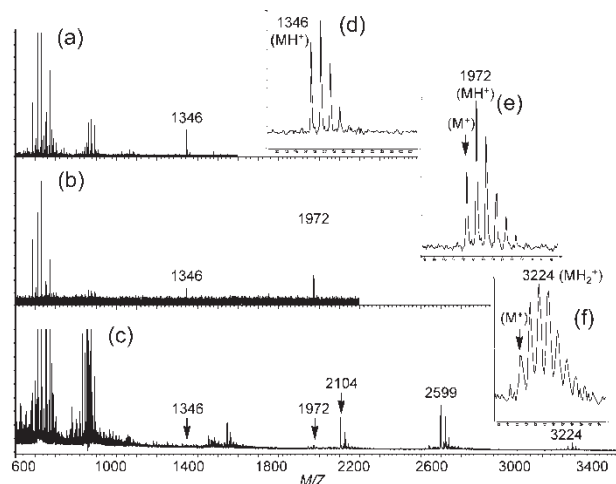 (a)
1346
1346
(MH⁺)
(d)
1972
(MH⁺)
(M⁺)
(e)
(b)
1346
1972
3224 (MH₂⁺)
(M⁺)
(f)
(c)
1346
1972
2104
2599
3224
600 1000 1400 1800 2200 2600 3000 3400
M/Z